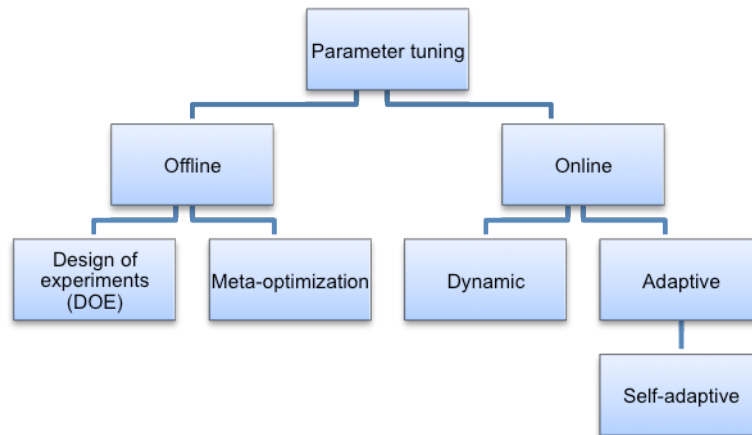 Parameter tuning
Offline
Online
Design of
experiments
(DOE)
Meta-optimization
Dynamic
Adaptive
Self-adaptive